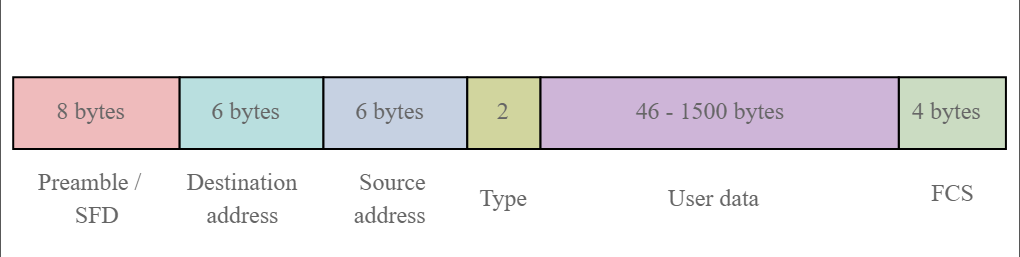 8 bytes
6 bytes
6 bytes
2
46 - 1500 bytes
4 bytes
Preamble /
SFD
Destination
address
Source
address
Type
User data
FCS